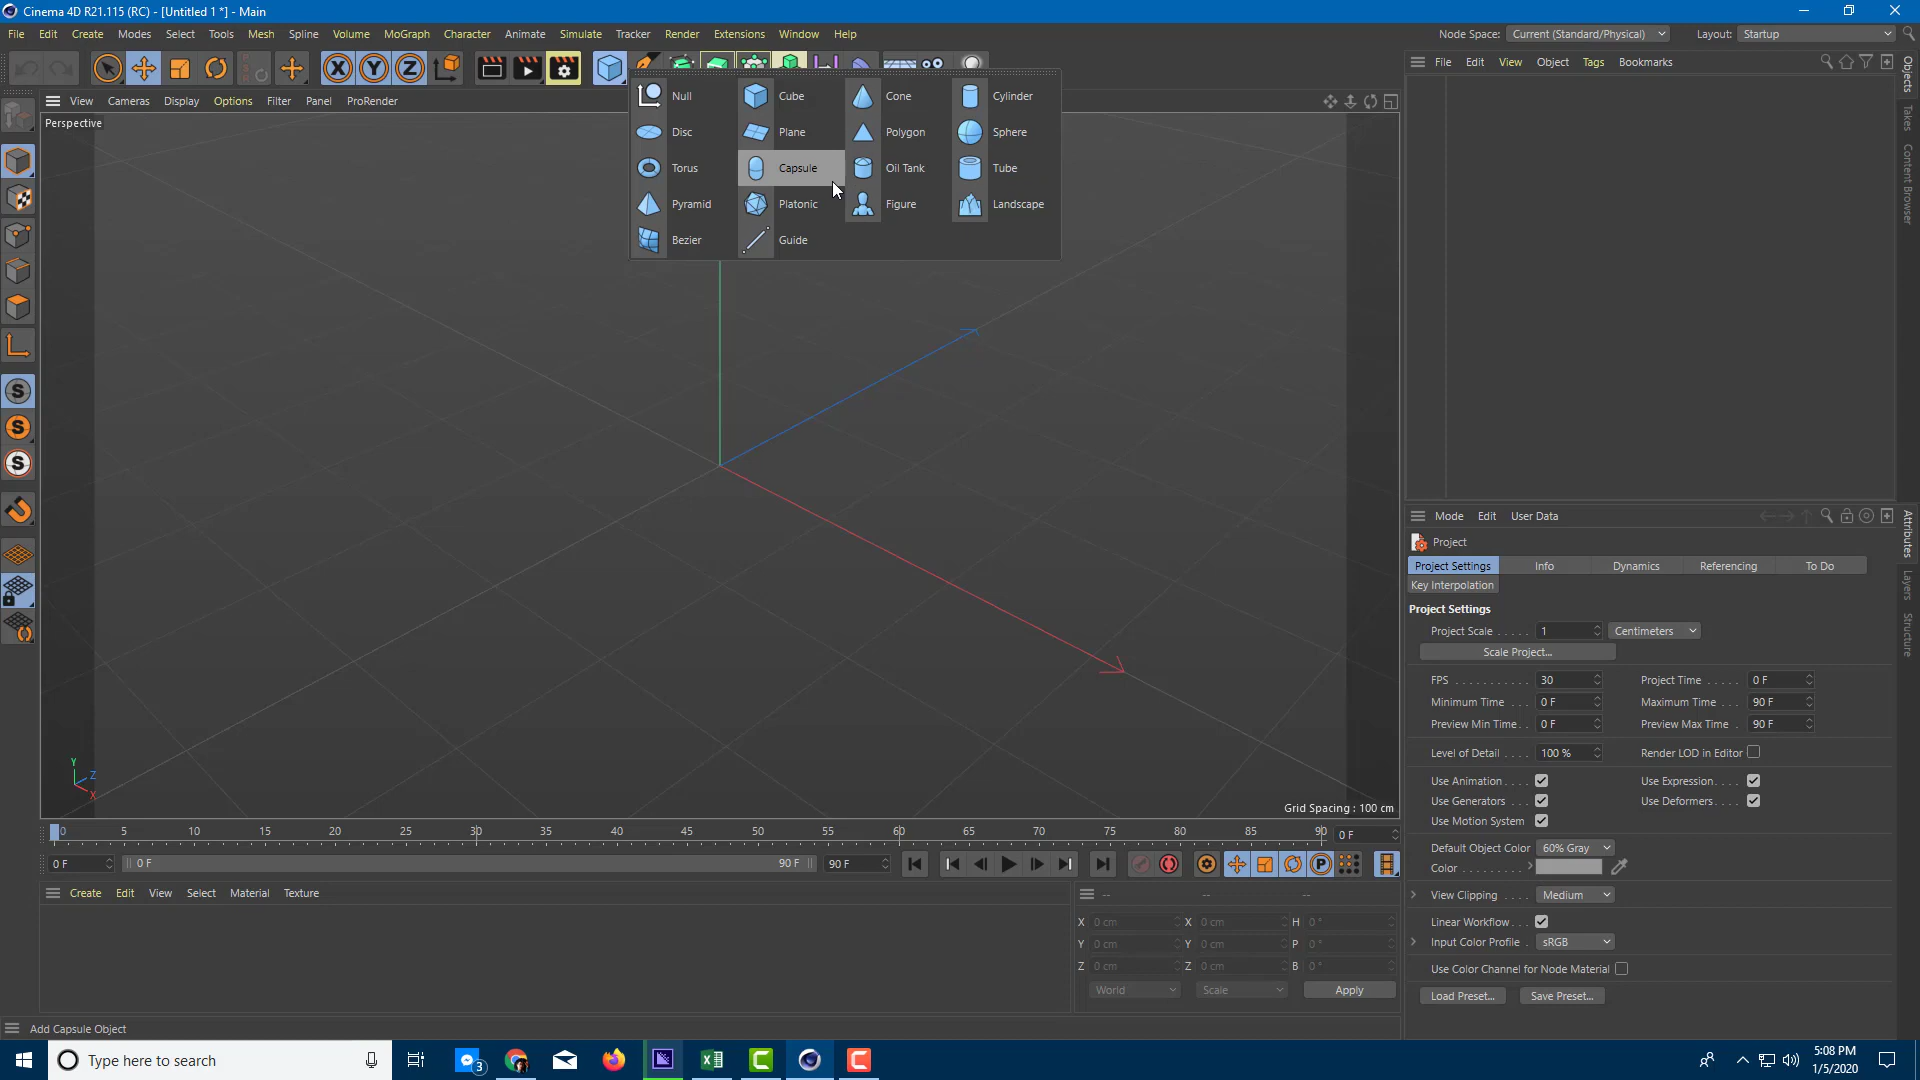 Cinema 4D R21.115 (RC) - [Untitled 1 *] - Main
File Edit Create Modes Select Tools Mesh Spline Volume MoGraph Character Animate Simulate Tracker Render Extensions Window Help
Node Space: Current (Standard/Physical) Layout: Startup
X Y Z
File Edit View Object Tags Bookmarks
View Cameras Display Options Filter Panel ProRender
Perspective
Null Cube Cone Cylinder
Disc Plane Polygon Sphere
Torus Capsule Oil Tank Tube
Pyramid Platonic Figure Landscape
Bezier Guide
Objects
Takes
Content Browser
Mode Edit User Data
Project
Project Settings Info Dynamics Referencing To Do
Key Interpolation
Project Settings
Project Scale . . . . . 1 Centimeters
Scale Project...
FPS . . . . . . . . . . . 30 Project Time . . . . . 0 F
Minimum Time . . . 0 F Maximum Time . . . 90 F
Preview Min Time . . 0 F Preview Max Time . 90 F
Level of Detail . . . . 100 % Render LOD in Editor
Use Animation . . . . Use Expression . . . .
Use Generators . . Use Deformers . . . .
Use Motion System
Default Object Color 60% Gray
Color . . . . . . . . .
View Clipping . . . . Medium
Linear Workflow . . .
Input Color Profile . sRGB
Use Color Channel for Node Material
Load Preset... Save Preset...
Attributes
Layers
Structure
S
S
S
Y
Z
X
Grid Spacing : 100 cm
0 5 10 15 20 25 30 35 40 45 50 55 60 65 70 75 80 85 90 0 F
0 F 0 F 90 F 90 F
P
Create Edit View Select Material Texture
-- -- --
X 0 cm X 0 cm H 0 °
Y 0 cm Y 0 cm P 0 °
Z 0 cm Z 0 cm B 0 °
World Scale Apply
Add Capsule Object
Type here to search
3
5:08 PM
1/5/2020